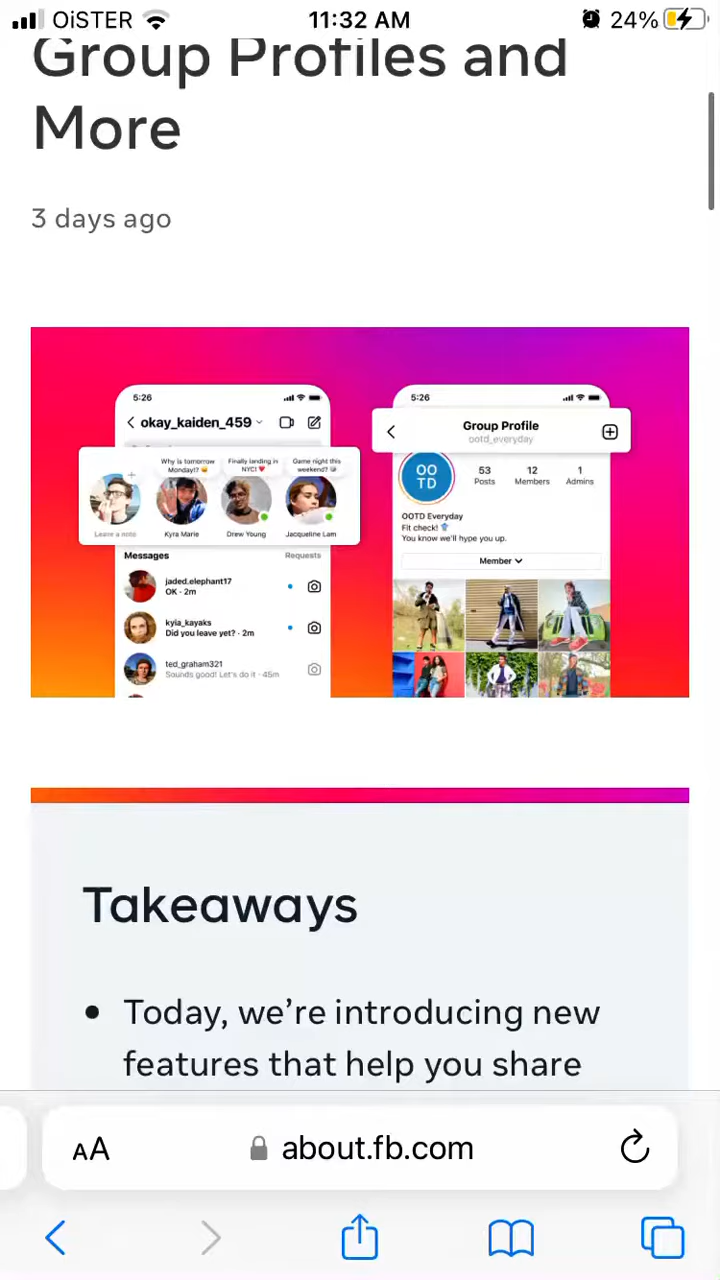 OiSTER 11:32 AM 24%
Group Profiles and
More
3 days ago
5:26
okay_kaiden_459
Why is tomorrow
Monday!? 😩
Finally landing in
NYC! ❤️
Game night this
weekend? 🎲
Leave a note
Kyra Marie
Drew Young
Jacqueline Lam
Messages Requests
jaded.elephant17
OK · 2m
kyia_kayaks
Did you leave yet? · 2m
ted_graham321
Sounds good! Let's do it · 45m
5:26
Group Profile
ootd_everyday
OO
TD
53 12 1
Posts Members Admins
OOTD Everyday
Fit check! 👕
You know we'll hype you up.
Member
Takeaways
• Today, we're introducing new
features that help you share
AA about.fb.com